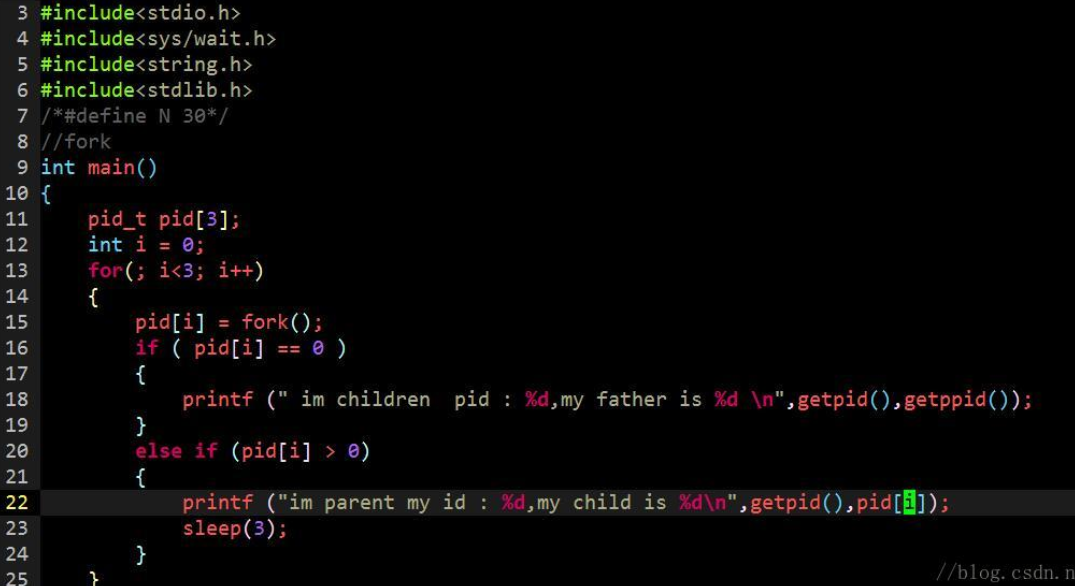 3 #include<stdio.h>
4 #include<sys/wait.h>
5 #include<string.h>
6 #include<stdlib.h>
7 /*#define N 30*/
8 //fork
9 int main()
10 {
11     pid_t pid[3];
12     int i = 0;
13     for(; i<3; i++)
14     {
15         pid[i] = fork();
16         if ( pid[i] == 0 )
17         {
18             printf (" im children  pid : %d,my father is %d \n",getpid(),getppid());
19         }
20         else if (pid[i] > 0)
21         {
22             printf ("im parent my id : %d,my child is %d\n",getpid(),pid[i]);
23             sleep(3);
24         }
25     }
//blog.csdn.n